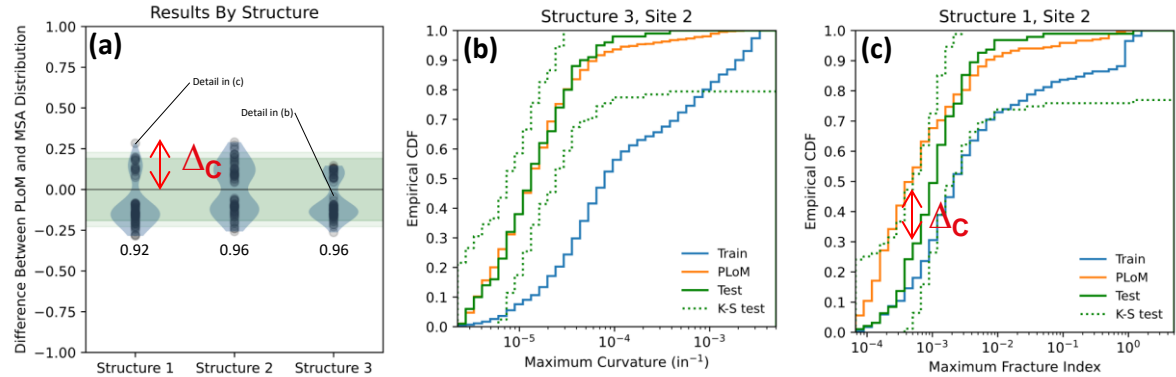 Results By Structure
(a)
Difference Between PLoM and MSA Distribution
1.00
0.75
0.50
0.25
0.00
−0.25
−0.50
−0.75
−1.00
Detail in (c)
Detail in (b)
Δc
0.92
0.96
0.96
Structure 1
Structure 2
Structure 3
Structure 3, Site 2
(b)
Empirical CDF
1.0
0.9
0.8
0.7
0.6
0.5
0.4
0.3
0.2
0.1
0.0
Train
PLoM
Test
K-S test
10⁻⁵
10⁻⁴
10⁻³
Maximum Curvature (in⁻¹)
Structure 1, Site 2
(c)
Empirical CDF
1.0
0.9
0.8
0.7
0.6
0.5
0.4
0.3
0.2
0.1
0.0
Δc
Train
PLoM
Test
K-S test
10⁻⁴
10⁻³
10⁻²
10⁻¹
10⁰
Maximum Fracture Index